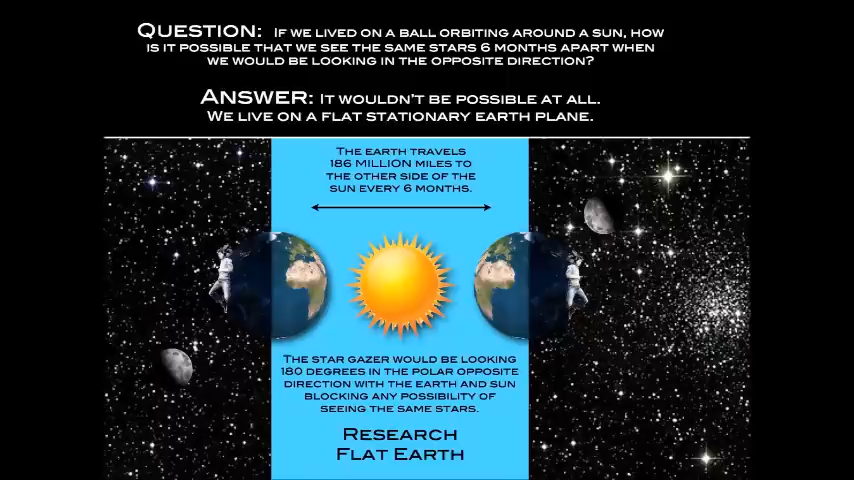 QUESTION: IF WE LIVED ON A BALL ORBITING AROUND A SUN, HOW
IS IT POSSIBLE THAT WE SEE THE SAME STARS 6 MONTHS APART WHEN
WE WOULD BE LOOKING IN THE OPPOSITE DIRECTION?
ANSWER: IT WOULDN'T BE POSSIBLE AT ALL.
WE LIVE ON A FLAT STATIONARY EARTH PLANE.
THE EARTH TRAVELS
186 MILLION MILES TO
THE OTHER SIDE OF THE
SUN EVERY 6 MONTHS.
THE STAR GAZER WOULD BE LOOKING
180 DEGREES IN THE POLAR OPPOSITE
DIRECTION WITH THE EARTH AND SUN
BLOCKING ANY POSSIBILITY OF
SEEING THE SAME STARS.
RESEARCH
FLAT EARTH